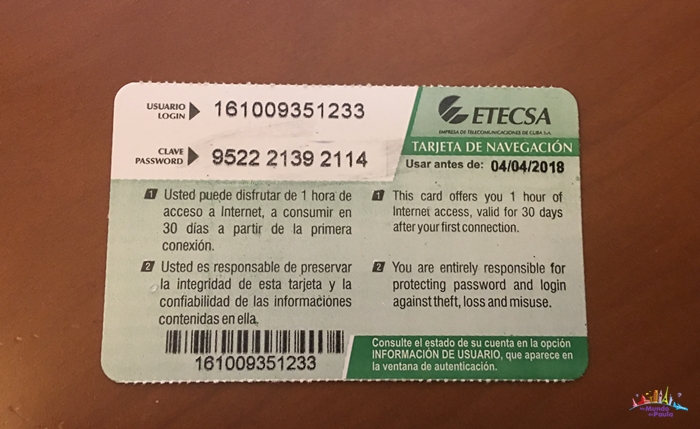 USUARIO
LOGIN
161009351233
CLAVE
PASSWORD
9522 2139 2114
ETECSA
EMPRESA DE TELECOMUNICACIONES DE CUBA S.A.
TARJETA DE NAVEGACIÓN
Usar antes de: 04/04/2018
1 Usted puede disfrutar de 1 hora de
acceso a Internet, a consumir en
30 días a partir de la primera
conexión.
2 Usted es responsable de preservar
la integridad de esta tarjeta y la
confiabilidad de las informaciones
contenidas en ella.
1 This card offers you 1 hour of
Internet access, valid for 30 days
after your first connection.
2 You are entirely responsible for
protecting password and login
against theft, loss and misuse.
161009351233
Consulte el estado de su cuenta en la opción
INFORMACIÓN DE USUARIO, que aparece en
la ventana de autenticación.
Mundo
Paula